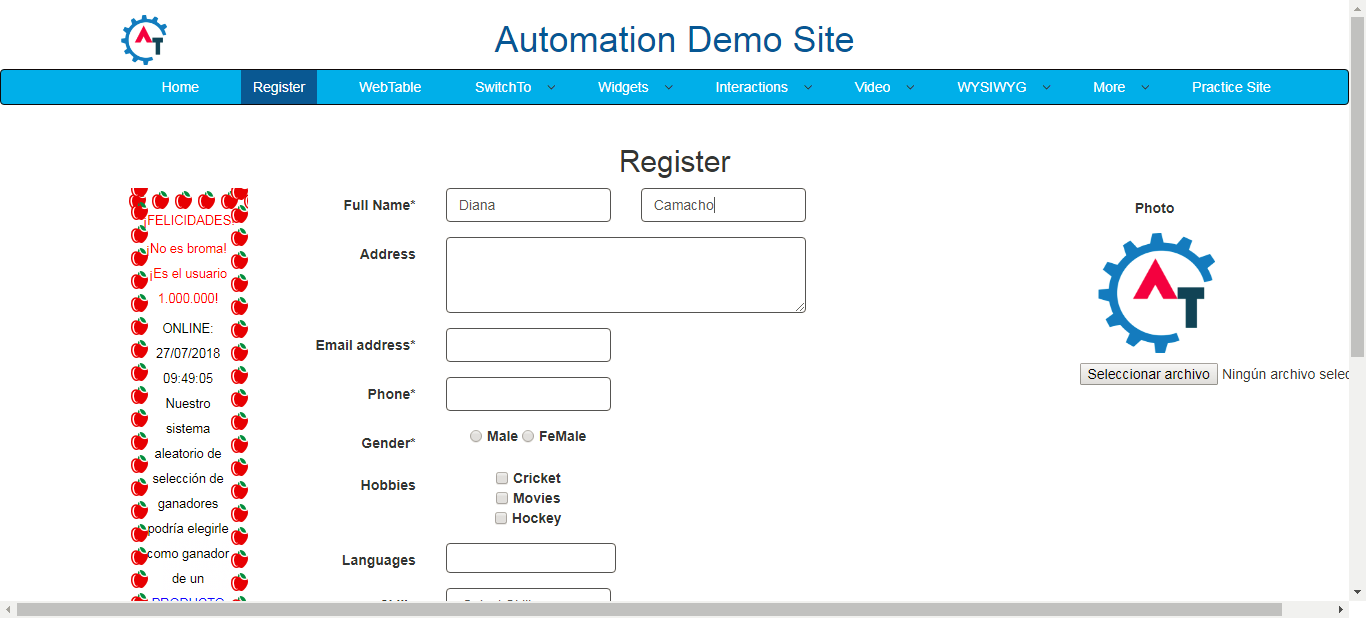 Automation Demo Site
Home Register WebTable SwitchTo Widgets Interactions Video WYSIWYG More Practice Site
Register
¡FELICIDADES!
¡No es broma!
¡Es el usuario
1.000.000!
ONLINE:
27/07/2018
09:49:05
Nuestro
sistema
aleatorio de
selección de
ganadores
podría elegirle
como ganador
de un
PRODUCTO
Full Name* Diana Camacho
Address
Email address*
Phone*
Gender* Male FeMale
Hobbies Cricket
Movies
Hockey
Languages
Photo
AT
Seleccionar archivo Ningún archivo selec